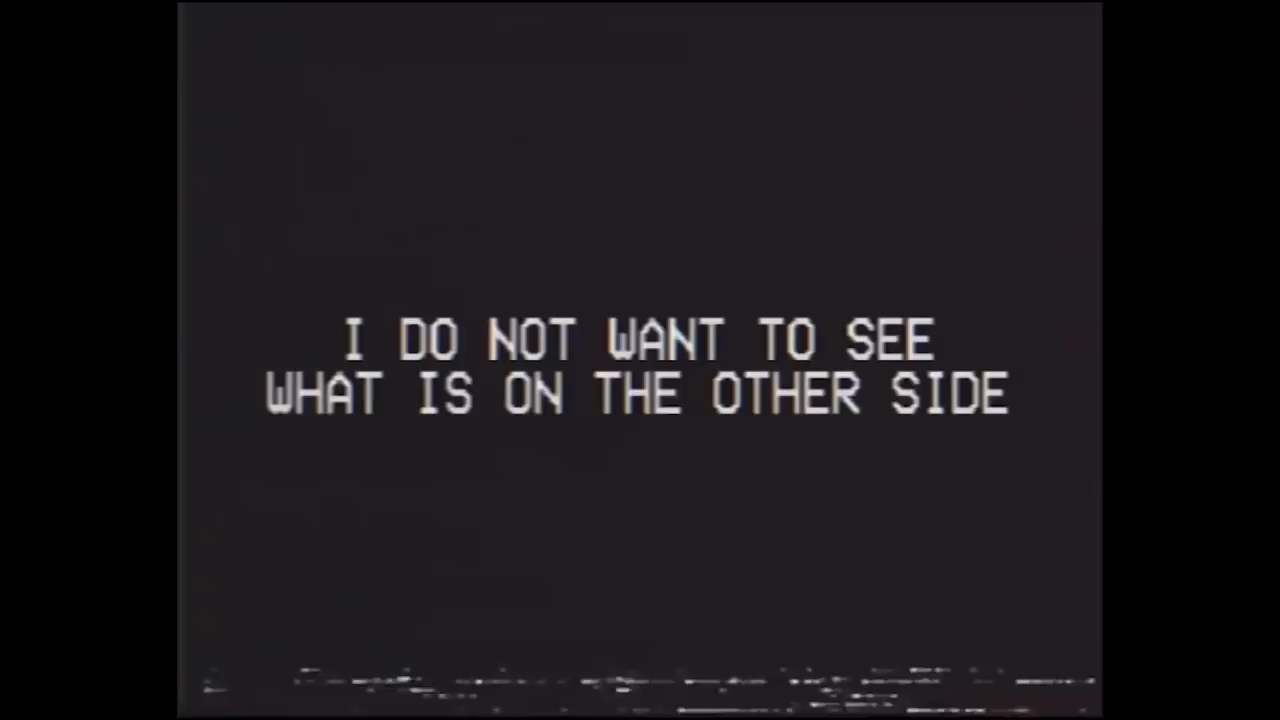 I DO NOT WANT TO SEE
WHAT IS ON THE OTHER SIDE